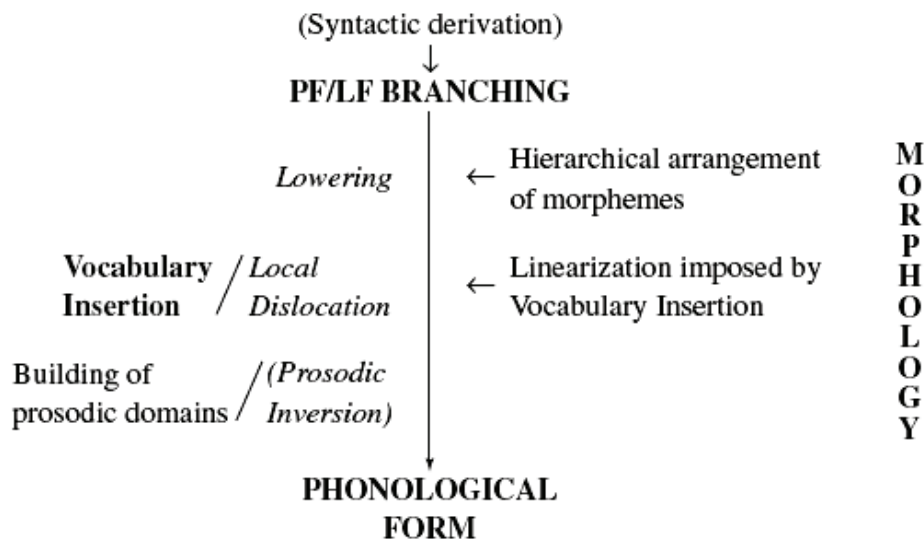 (Syntactic derivation)
↓
PF/LF BRANCHING
Lowering ← Hierarchical arrangement
of morphemes
Vocabulary / Local ← Linearization imposed by
Insertion Dislocation Vocabulary Insertion
Building of / (Prosodic
prosodic domains Inversion)
PHONOLOGICAL
FORM
M
O
R
P
H
O
L
O
G
Y